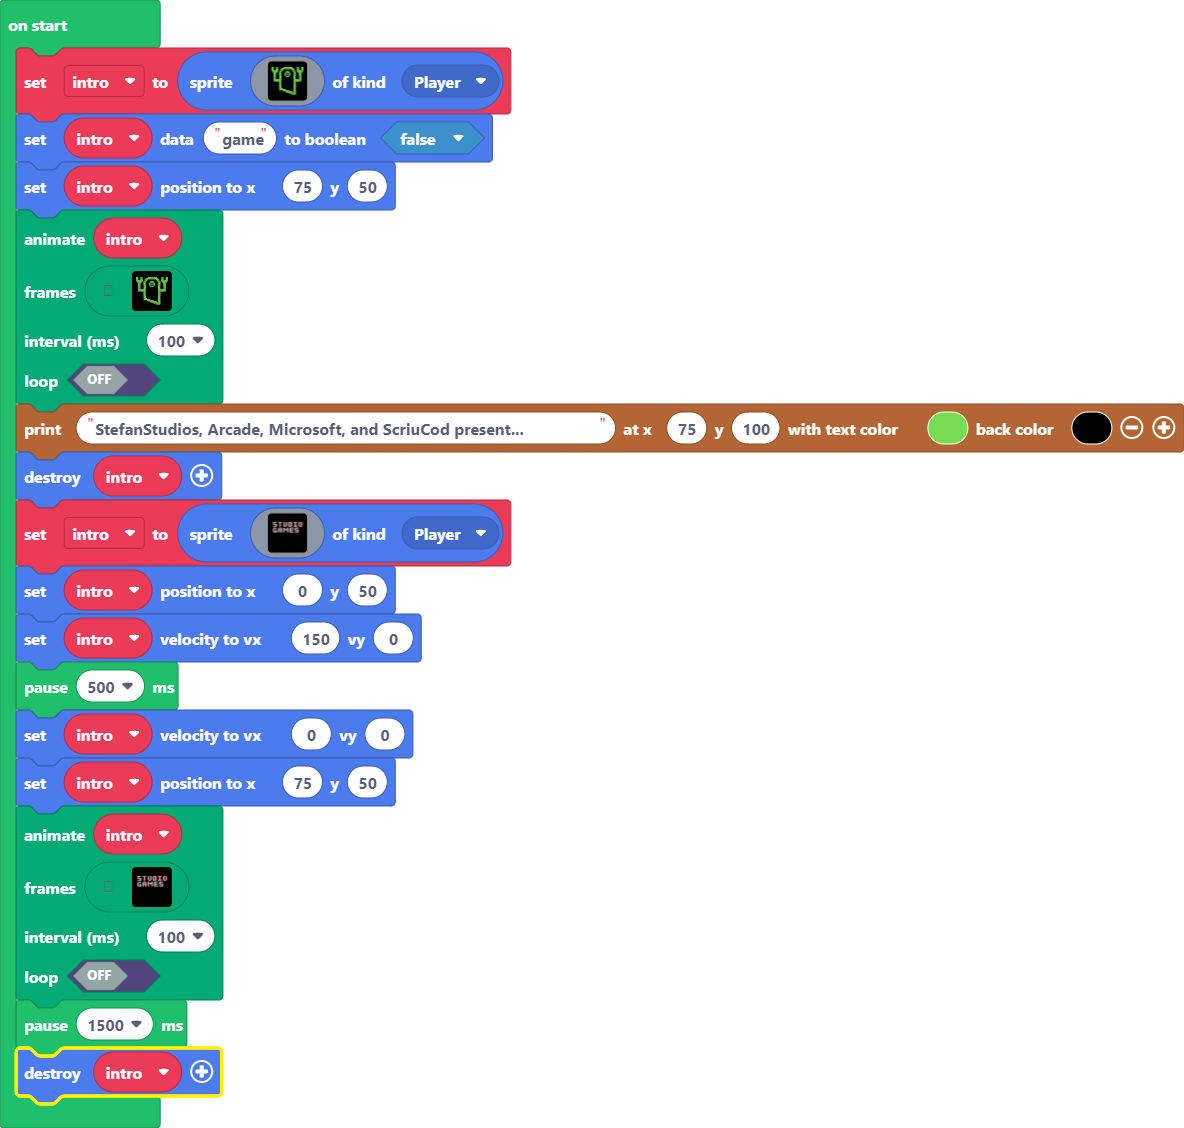 on start
set intro to sprite of kind Player
set intro data "game" to boolean false
set intro position to x 75 y 50
animate intro
frames
interval (ms) 100
loop OFF
print "StefanStudios, Arcade, Microsoft, and ScriuCod present... " at x 75 y 100 with text color back color
destroy intro
set intro to sprite STUDIO GAMES of kind Player
set intro position to x 0 y 50
set intro velocity to vx 150 vy 0
pause 500 ms
set intro velocity to vx 0 vy 0
set intro position to x 75 y 50
animate intro
frames STUDIO GAMES
interval (ms) 100
loop OFF
pause 1500 ms
destroy intro